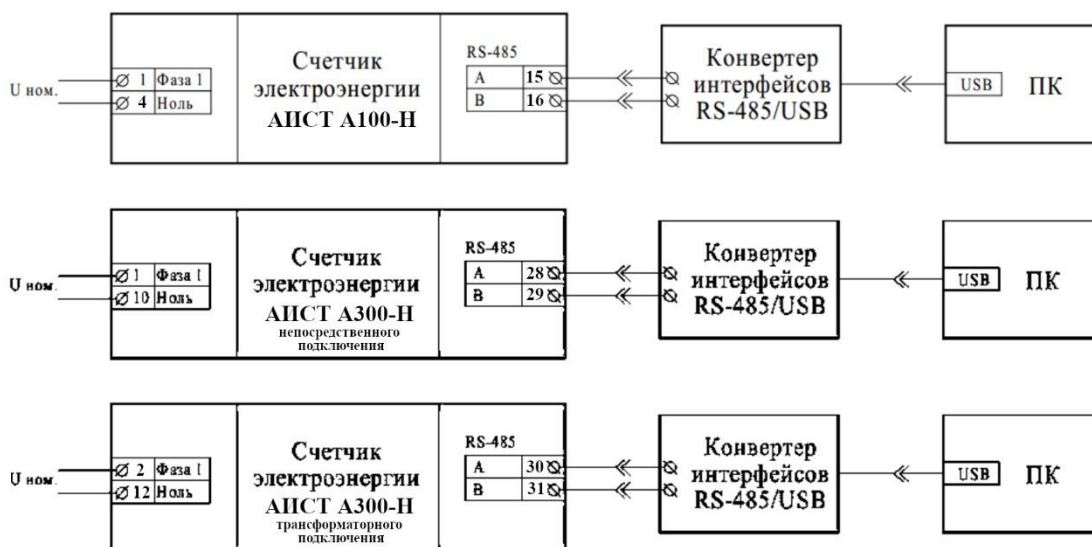 U ном.
1 Фаза 1
4 Ноль
Счетчик
электроэнергии
АИСТ А100-Н
RS-485
А 15
В 16
Конвертер
интерфейсов
RS-485/USB
USB
ПК
U ном.
1 Фаза 1
10 Ноль
Счетчик
электроэнергии
АИСТ А300-Н
непосредственного
подключения
RS-485
А 28
В 29
Конвертер
интерфейсов
RS-485/USB
USB
ПК
U ном.
2 Фаза 1
12 Ноль
Счетчик
электроэнергии
АИСТ А300-Н
трансформаторного
подключения
RS-485
А 30
В 31
Конвертер
интерфейсов
RS-485/USB
USB
ПК